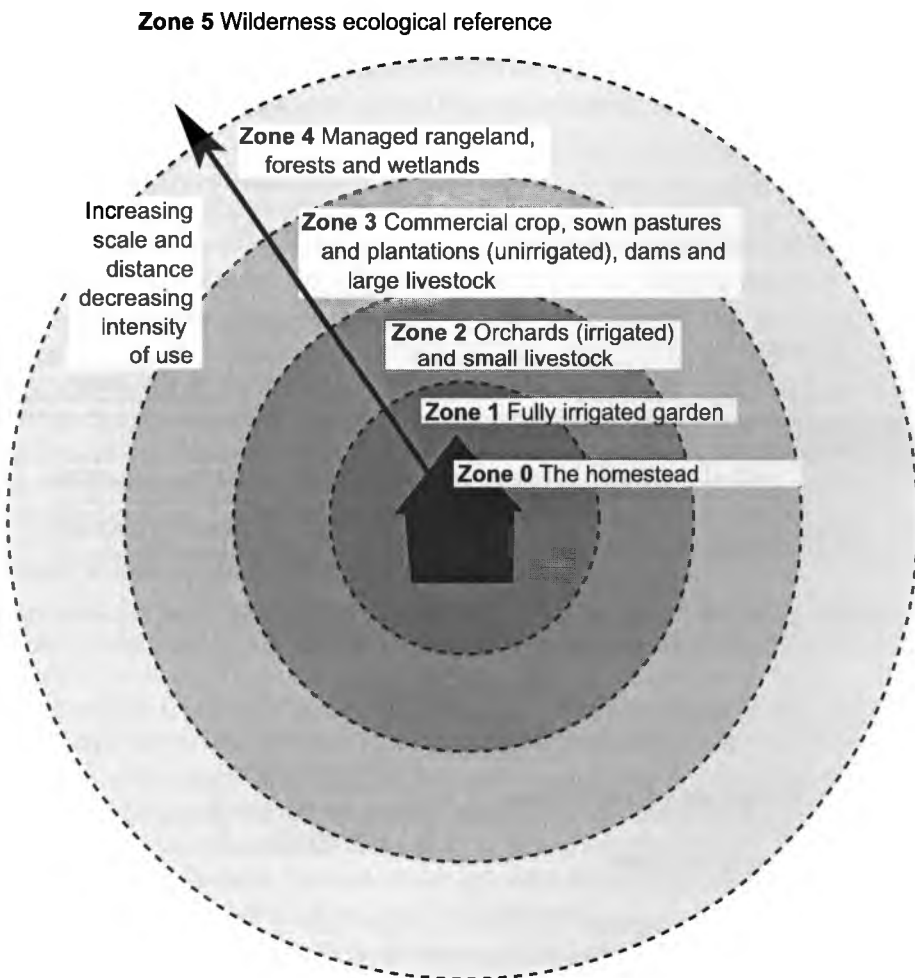 Zone 5 Wilderness ecological reference
Zone 4 Managed rangeland,
forests and wetlands
Increasing
scale and
distance
decreasing
intensity
of use
Zone 3 Commercial crop, sown pastures
and plantations (unirrigated), dams and
large livestock
Zone 2 Orchards (irrigated)
and small livestock
Zone 1 Fully irrigated garden
Zone 0 The homestead